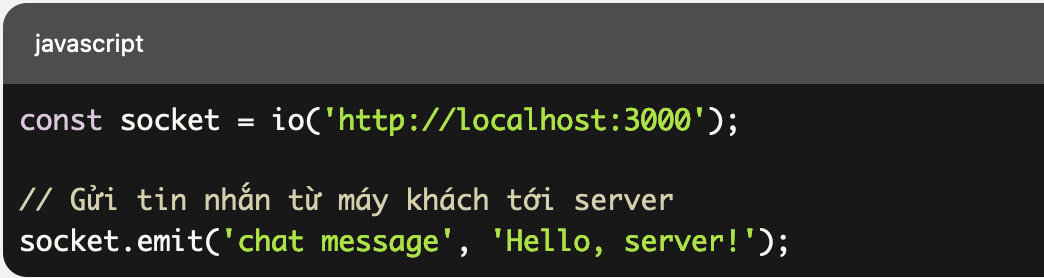 javascript
const socket = io('http://localhost:3000');
// Gửi tin nhắn từ máy khách tới server
socket.emit('chat message', 'Hello, server!');